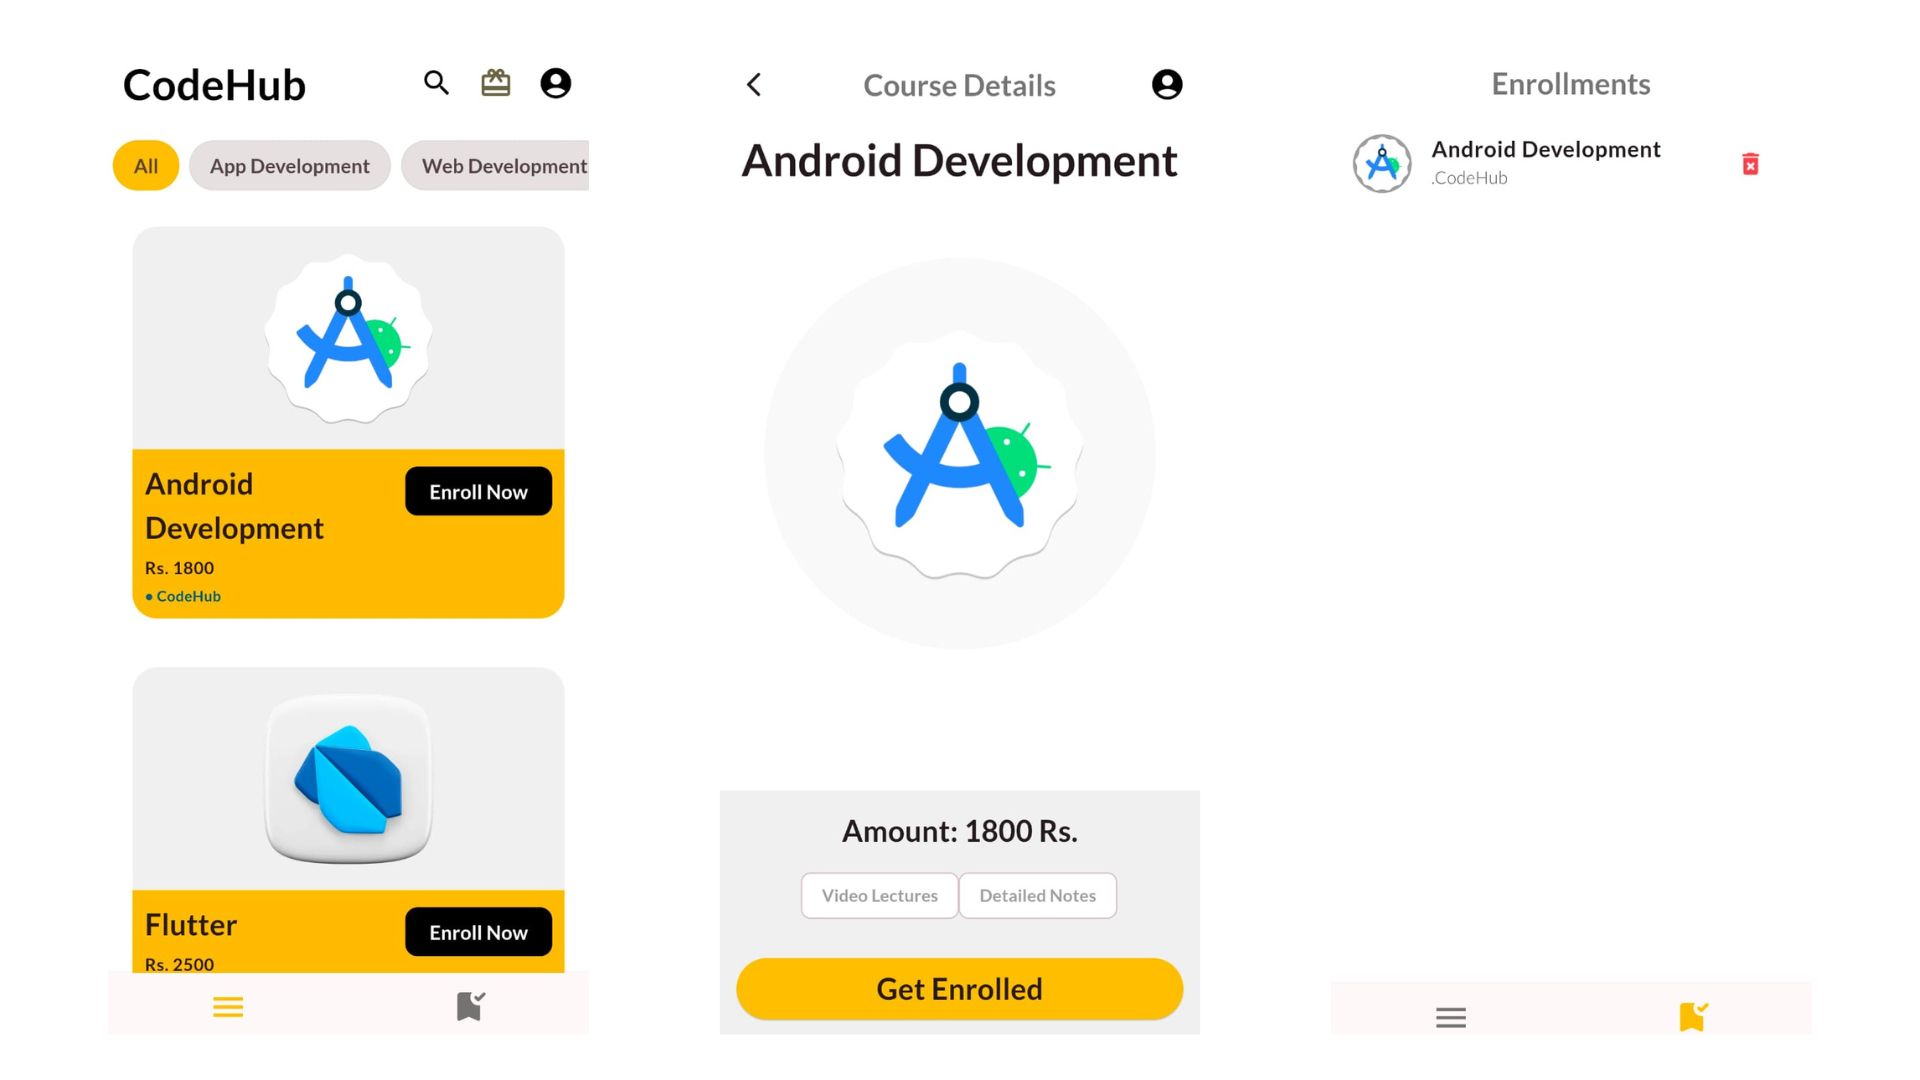 CodeHub
All
App Development
Web Development
Android
Development
Enroll Now
Rs. 1800
• CodeHub
Flutter
Enroll Now
Rs. 2500
Course Details
Android Development
Amount: 1800 Rs.
Video Lectures
Detailed Notes
Get Enrolled
Enrollments
Android Development
.CodeHub